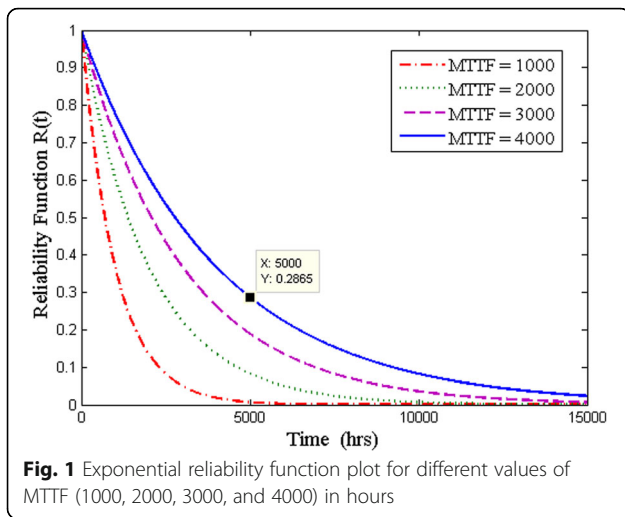 1
0.9
0.8
0.7
0.6
0.5
0.4
0.3
0.2
0.1
0
Reliability Function R(t)
MTTF = 1000
MTTF = 2000
MTTF = 3000
MTTF = 4000
X: 5000
Y: 0.2865
0 5000 10000 15000
Time (hrs)
Fig. 1 Exponential reliability function plot for different values of
MTTF (1000, 2000, 3000, and 4000) in hours